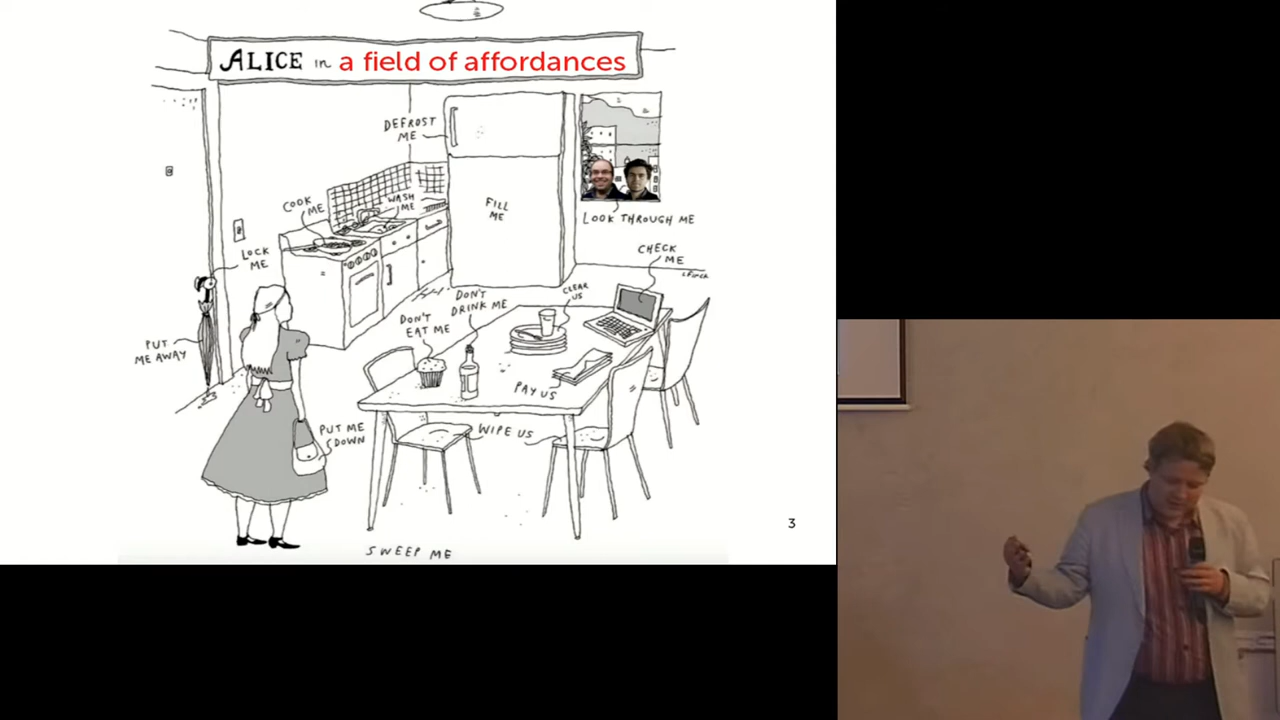 ALICE in a field of affordances
DEFROST
ME
COOK
ME
WASH
ME
FILL
ME
LOOK THROUGH ME
LOCK
ME
CHECK
ME
DON'T
DRINK ME
CLEAR
US
DON'T
EAT ME
PUT
ME AWAY
PAY US
PUT ME
DOWN
WIPE US
3
SWEEP ME